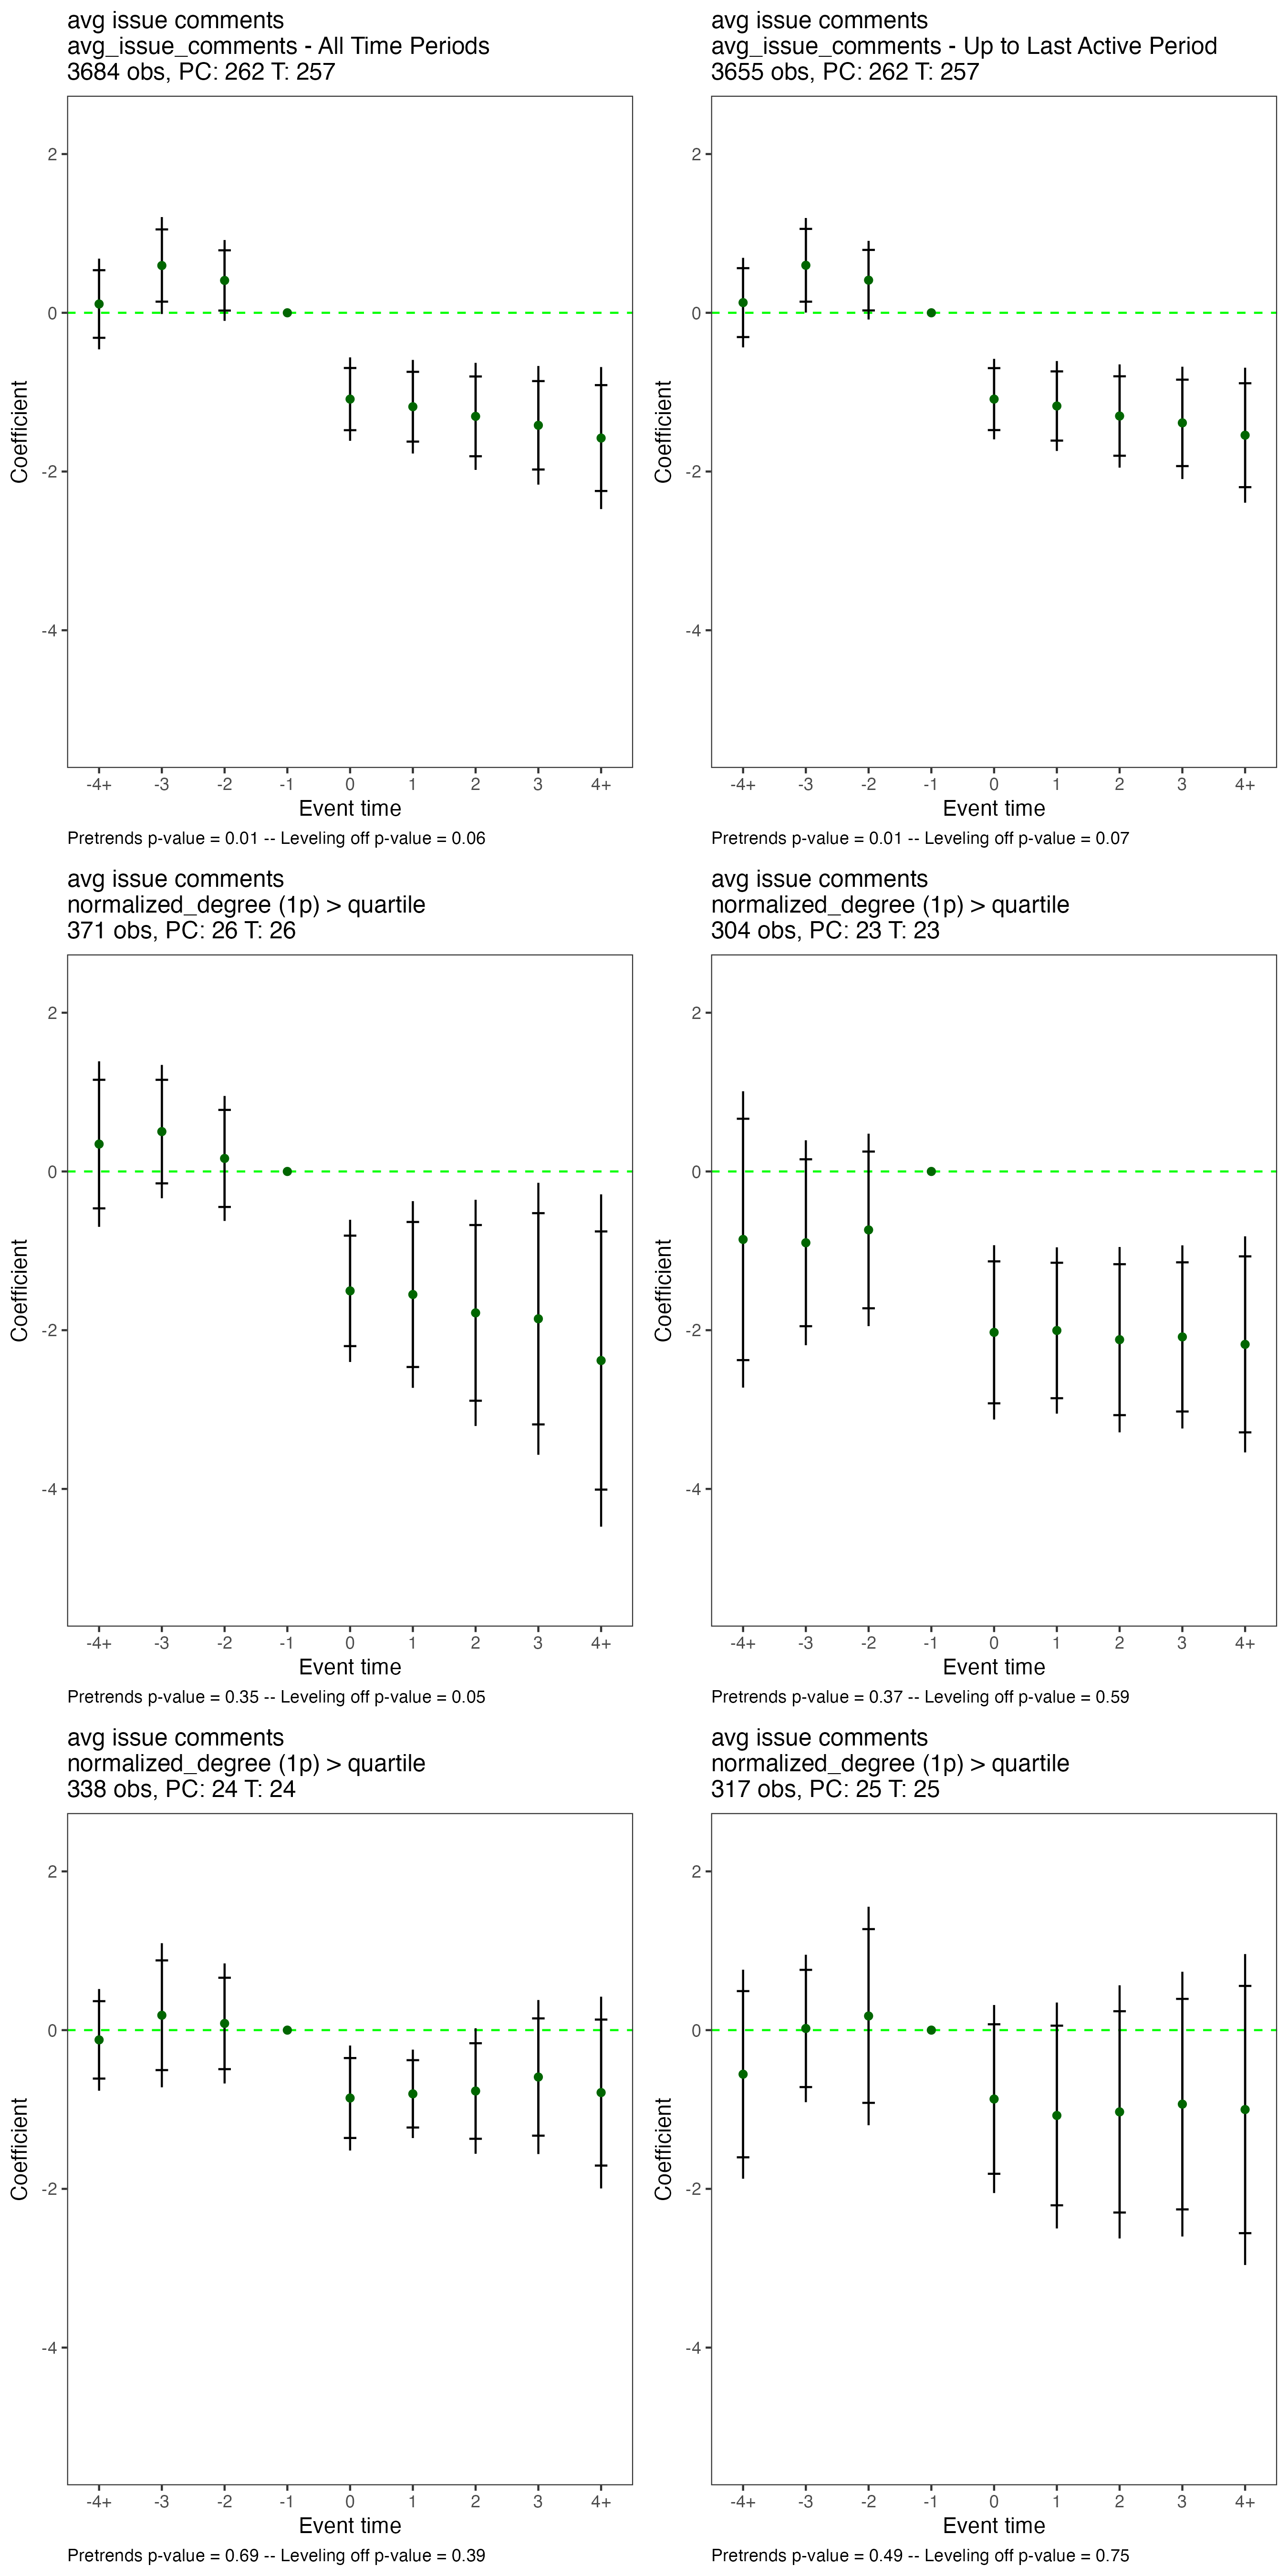 avg issue comments
avg_issue_comments - All Time Periods
3684 obs, PC: 262 T: 257
2
0
-2
-4
Coefficient
-4+ -3 -2 -1 0 1 2 3 4+
Event time
Pretrends p-value = 0.01 -- Leveling off p-value = 0.06
avg issue comments
avg_issue_comments - Up to Last Active Period
3655 obs, PC: 262 T: 257
2
0
-2
-4
Coefficient
-4+ -3 -2 -1 0 1 2 3 4+
Event time
Pretrends p-value = 0.01 -- Leveling off p-value = 0.07
avg issue comments
normalized_degree (1p) > quartile
371 obs, PC: 26 T: 26
2
0
-2
-4
Coefficient
-4+ -3 -2 -1 0 1 2 3 4+
Event time
Pretrends p-value = 0.35 -- Leveling off p-value = 0.05
avg issue comments
normalized_degree (1p) > quartile
304 obs, PC: 23 T: 23
2
0
-2
-4
Coefficient
-4+ -3 -2 -1 0 1 2 3 4+
Event time
Pretrends p-value = 0.37 -- Leveling off p-value = 0.59
avg issue comments
normalized_degree (1p) > quartile
338 obs, PC: 24 T: 24
2
0
-2
-4
Coefficient
-4+ -3 -2 -1 0 1 2 3 4+
Event time
Pretrends p-value = 0.69 -- Leveling off p-value = 0.39
avg issue comments
normalized_degree (1p) > quartile
317 obs, PC: 25 T: 25
2
0
-2
-4
Coefficient
-4+ -3 -2 -1 0 1 2 3 4+
Event time
Pretrends p-value = 0.49 -- Leveling off p-value = 0.75